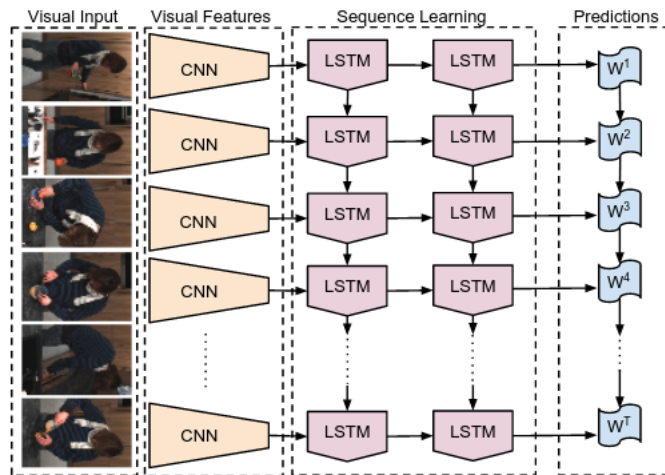 Visual Input Visual Features Sequence Learning Predictions
CNN LSTM LSTM W¹
CNN LSTM LSTM W²
CNN LSTM LSTM W³
CNN LSTM LSTM W⁴
CNN LSTM LSTM Wᵀ